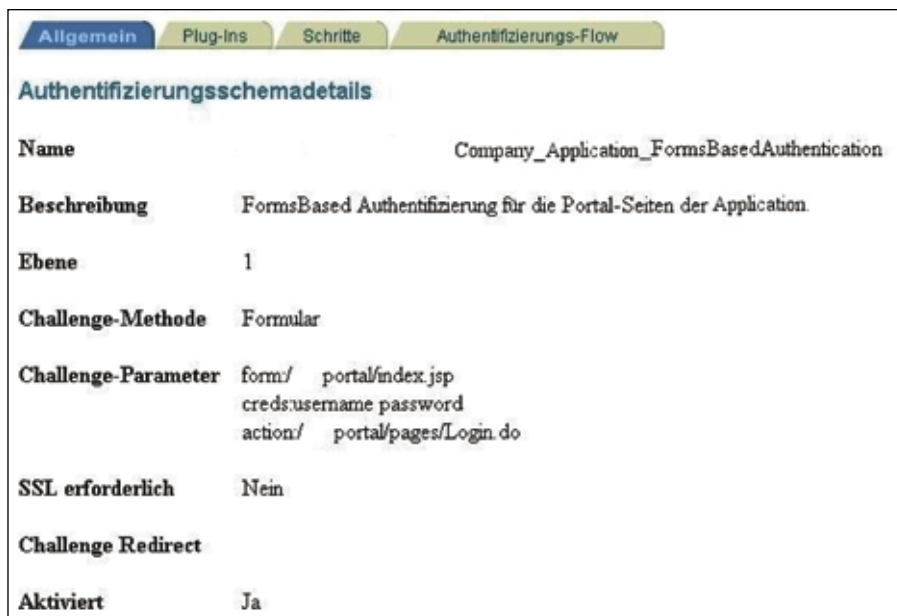 Allgemein Plug-Ins Schritte Authentifizierungs-Flow
Authentifizierungsschemadetails
Name Company_Application_FormsBasedAuthentication
Beschreibung FormsBased Authentifizierung für die Portal-Seiten der Application.
Ebene 1
Challenge-Methode Formular
Challenge-Parameter form:/ portal/index.jsp
creds:username password
action:/ portal/pages/Login.do
SSL erforderlich Nein
Challenge Redirect
Aktiviert Ja